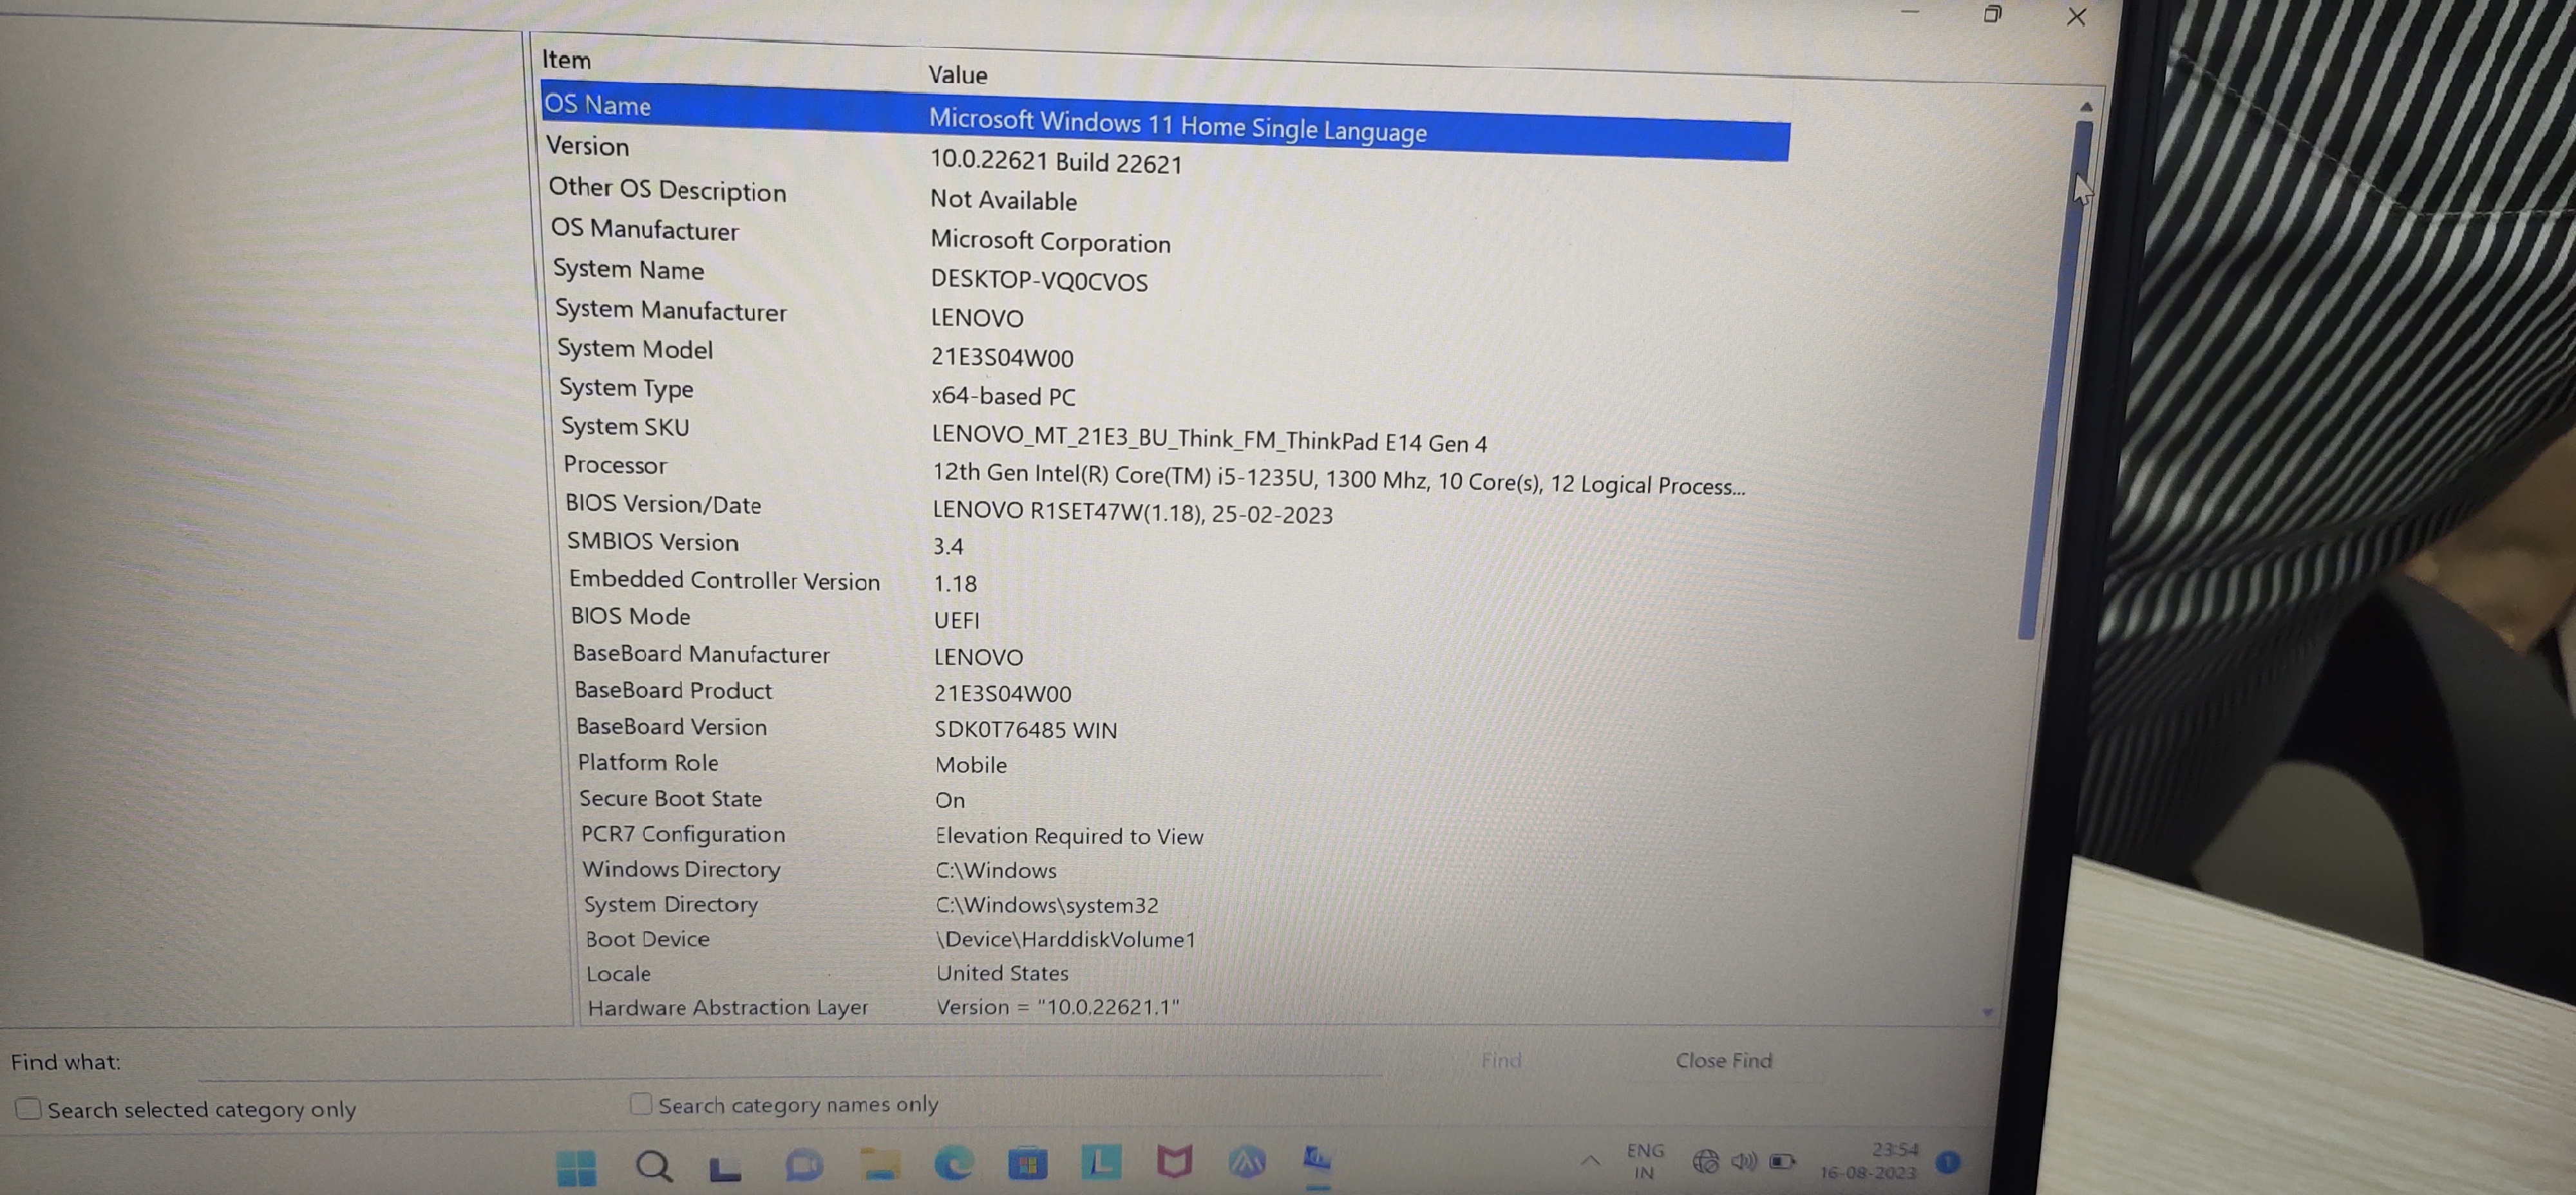 Item Value
OS Name Microsoft Windows 11 Home Single Language
Version 10.0.22621 Build 22621
Other OS Description Not Available
OS Manufacturer Microsoft Corporation
System Name DESKTOP-VQ0CVOS
System Manufacturer LENOVO
System Model 21E3S04W00
System Type x64-based PC
System SKU LENOVO_MT_21E3_BU_Think_FM_ThinkPad E14 Gen 4
Processor 12th Gen Intel(R) Core(TM) i5-1235U, 1300 Mhz, 10 Core(s), 12 Logical Process...
BIOS Version/Date LENOVO R1SET47W(1.18), 25-02-2023
SMBIOS Version 3.4
Embedded Controller Version 1.18
BIOS Mode UEFI
BaseBoard Manufacturer LENOVO
BaseBoard Product 21E3S04W00
BaseBoard Version SDK0T76485 WIN
Platform Role Mobile
Secure Boot State On
PCR7 Configuration Elevation Required to View
Windows Directory C:\Windows
System Directory C:\Windows\system32
Boot Device \Device\HarddiskVolume1
Locale United States
Hardware Abstraction Layer Version = "10.0.22621.1"
Find what: Find Close Find
Search selected category only Search category names only
ENG 23:54
IN 16-08-2023 1